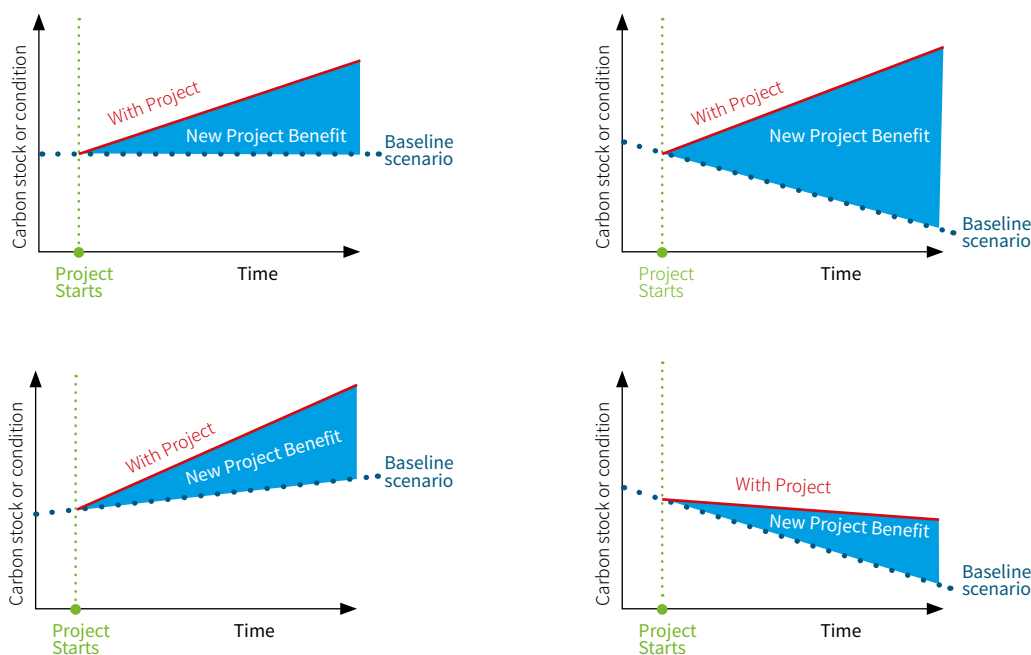 Carbon stock or condition
With Project
New Project Benefit
Baseline
scenario
Project
Starts
Time
Carbon stock or condition
With Project
New Project Benefit
Baseline
scenario
Project
Starts
Time
Carbon stock or condition
With Project
New Project Benefit
Baseline
scenario
Project
Starts
Time
Carbon stock or condition
With Project
New Project Benefit
Baseline
scenario
Project
Starts
Time